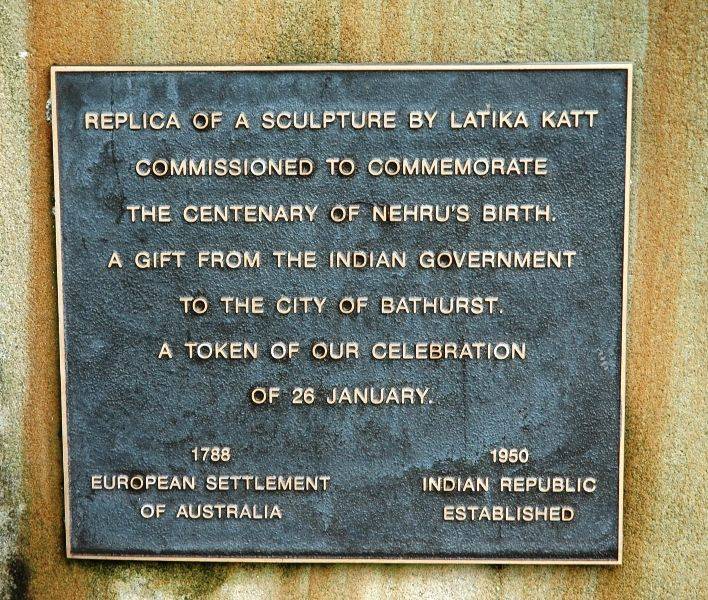 REPLICA OF A SCULPTURE BY LATIKA KATT
COMMISSIONED TO COMMEMORATE
THE CENTENARY OF NEHRU'S BIRTH.
A GIFT FROM THE INDIAN GOVERNMENT
TO THE CITY OF BATHURST.
A TOKEN OF OUR CELEBRATION
OF 26 JANUARY.
1788
EUROPEAN SETTLEMENT
OF AUSTRALIA
1950
INDIAN REPUBLIC
ESTABLISHED